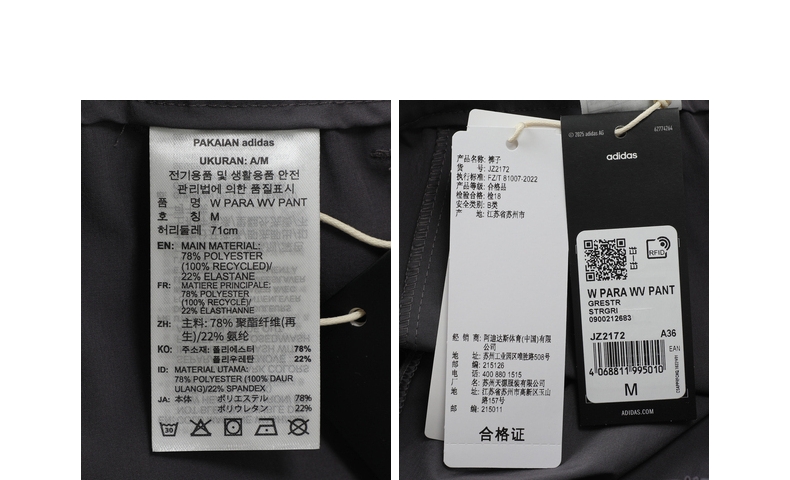 PAKAIAN adidas
UKURAN: A/M
전기용품 및 생활용품 안전
관리법에 의한 품질표시
품 명 W PARA WV PANT
호 칭 M
허리둘레 71cm
EN: MAIN MATERIAL:
78% POLYESTER
(100% RECYCLED)/
22% ELASTANE
FR: MATIERE PRINCIPALE:
78% POLYESTER
(100% RECYCLE)/
22% ELASTHANNE
ZH: 主料: 78% 聚酯纤维(再
生)/22% 氨纶
KO: 주소재: 폴리에스터 78%
폴리우레탄 22%
ID: MATERIAL UTAMA:
78% POLYESTER (100% DAUR
ULANG)/22% SPANDEX
JA: 本体 ポリエステル 78%
ポリウレタン 22%
30
产品名称: 裤子
货 号: JZ2172
执行标准: FZ/T 81007-2022
产品等级: 合格品
检验合格: 检18
安全类别: B类
产 地: 江苏省苏州市
经 销 商: 阿迪达斯体育(中国)有限
公司
地 址: 苏州工业园区唯胜路508号
邮 编: 215126
电 话: 400 880 1515
厂 名: 苏州天源服装有限公司
地 址: 江苏省苏州市高新区玉山
路157号
邮 编: 215011
合格证
(C) 2025 adidas AG
adidas
RFID
W PARA WV PANT
GRESTR
STRGRI
0900212683
JZ2172 A36
EAN
4 068811 995010
M
ADIDAS.COM